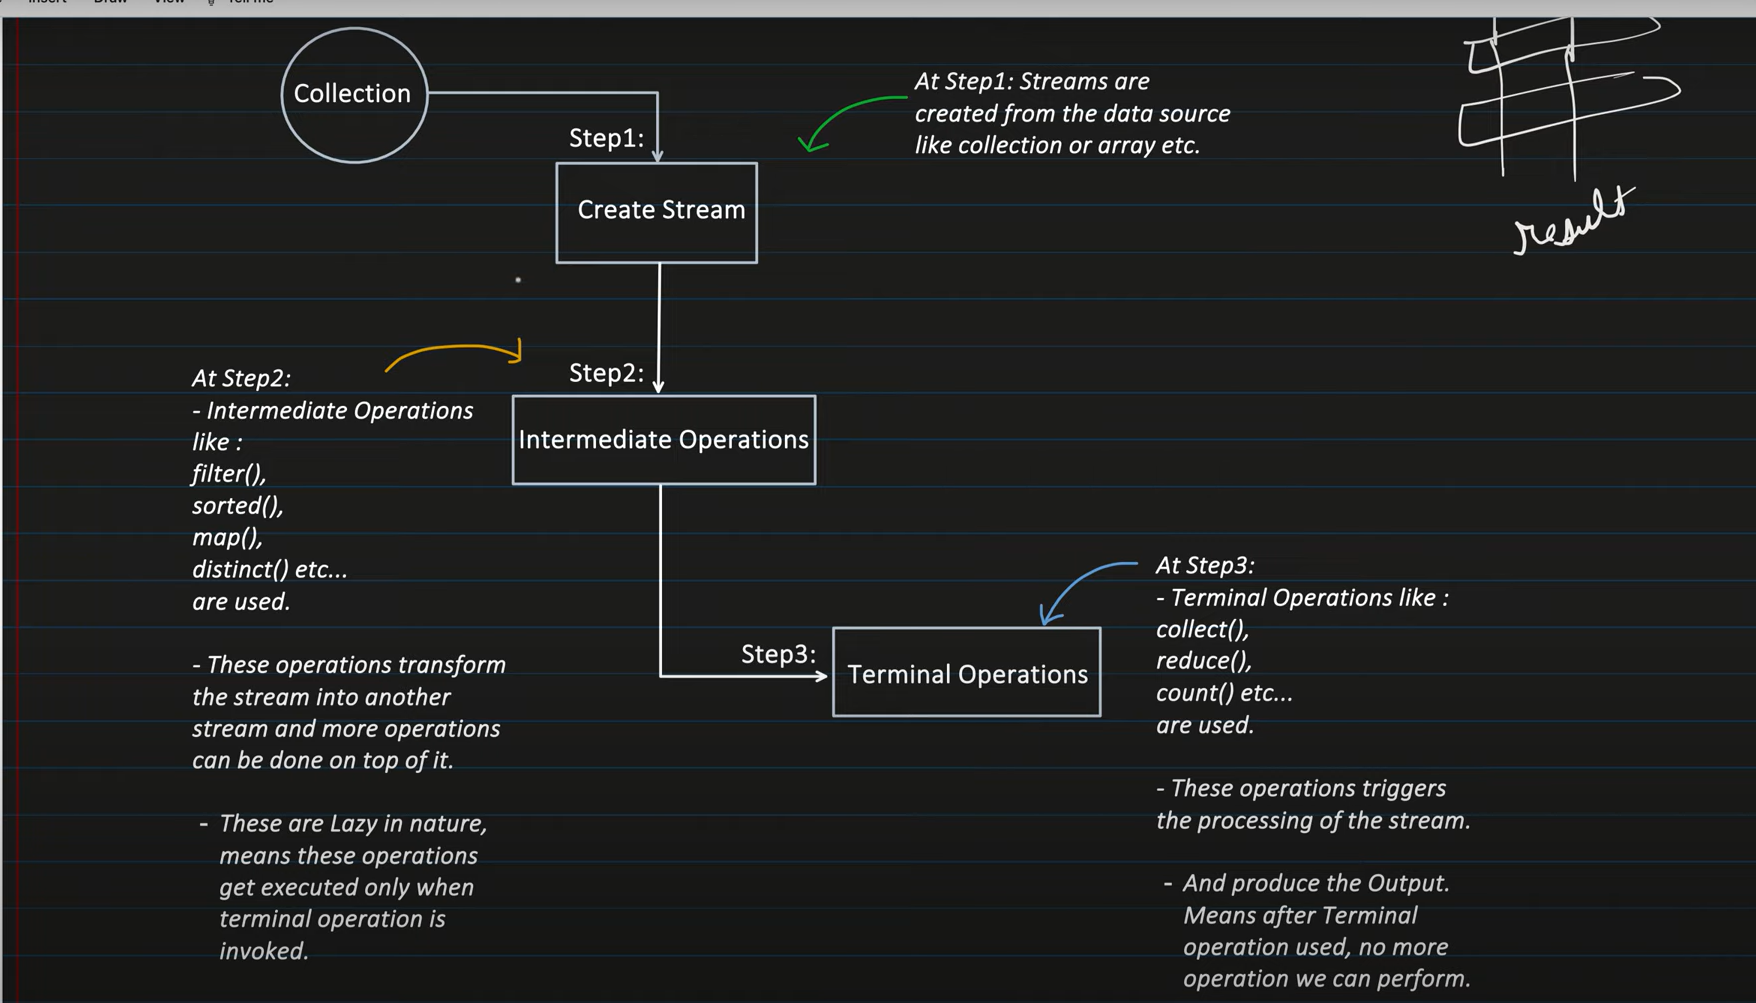 Insert Draw View Tell me
Collection
Step1:
At Step1: Streams are
created from the data source
like collection or array etc.
Create Stream
result
At Step2:
- Intermediate Operations
like :
filter(),
sorted(),
map(),
distinct() etc...
are used.
- These operations transform
the stream into another
stream and more operations
can be done on top of it.
- These are Lazy in nature,
means these operations
get executed only when
terminal operation is
invoked.
Step2:
Intermediate Operations
Step3:
Terminal Operations
At Step3:
- Terminal Operations like :
collect(),
reduce(),
count() etc...
are used.
- These operations triggers
the processing of the stream.
- And produce the Output.
Means after Terminal
operation used, no more
operation we can perform.